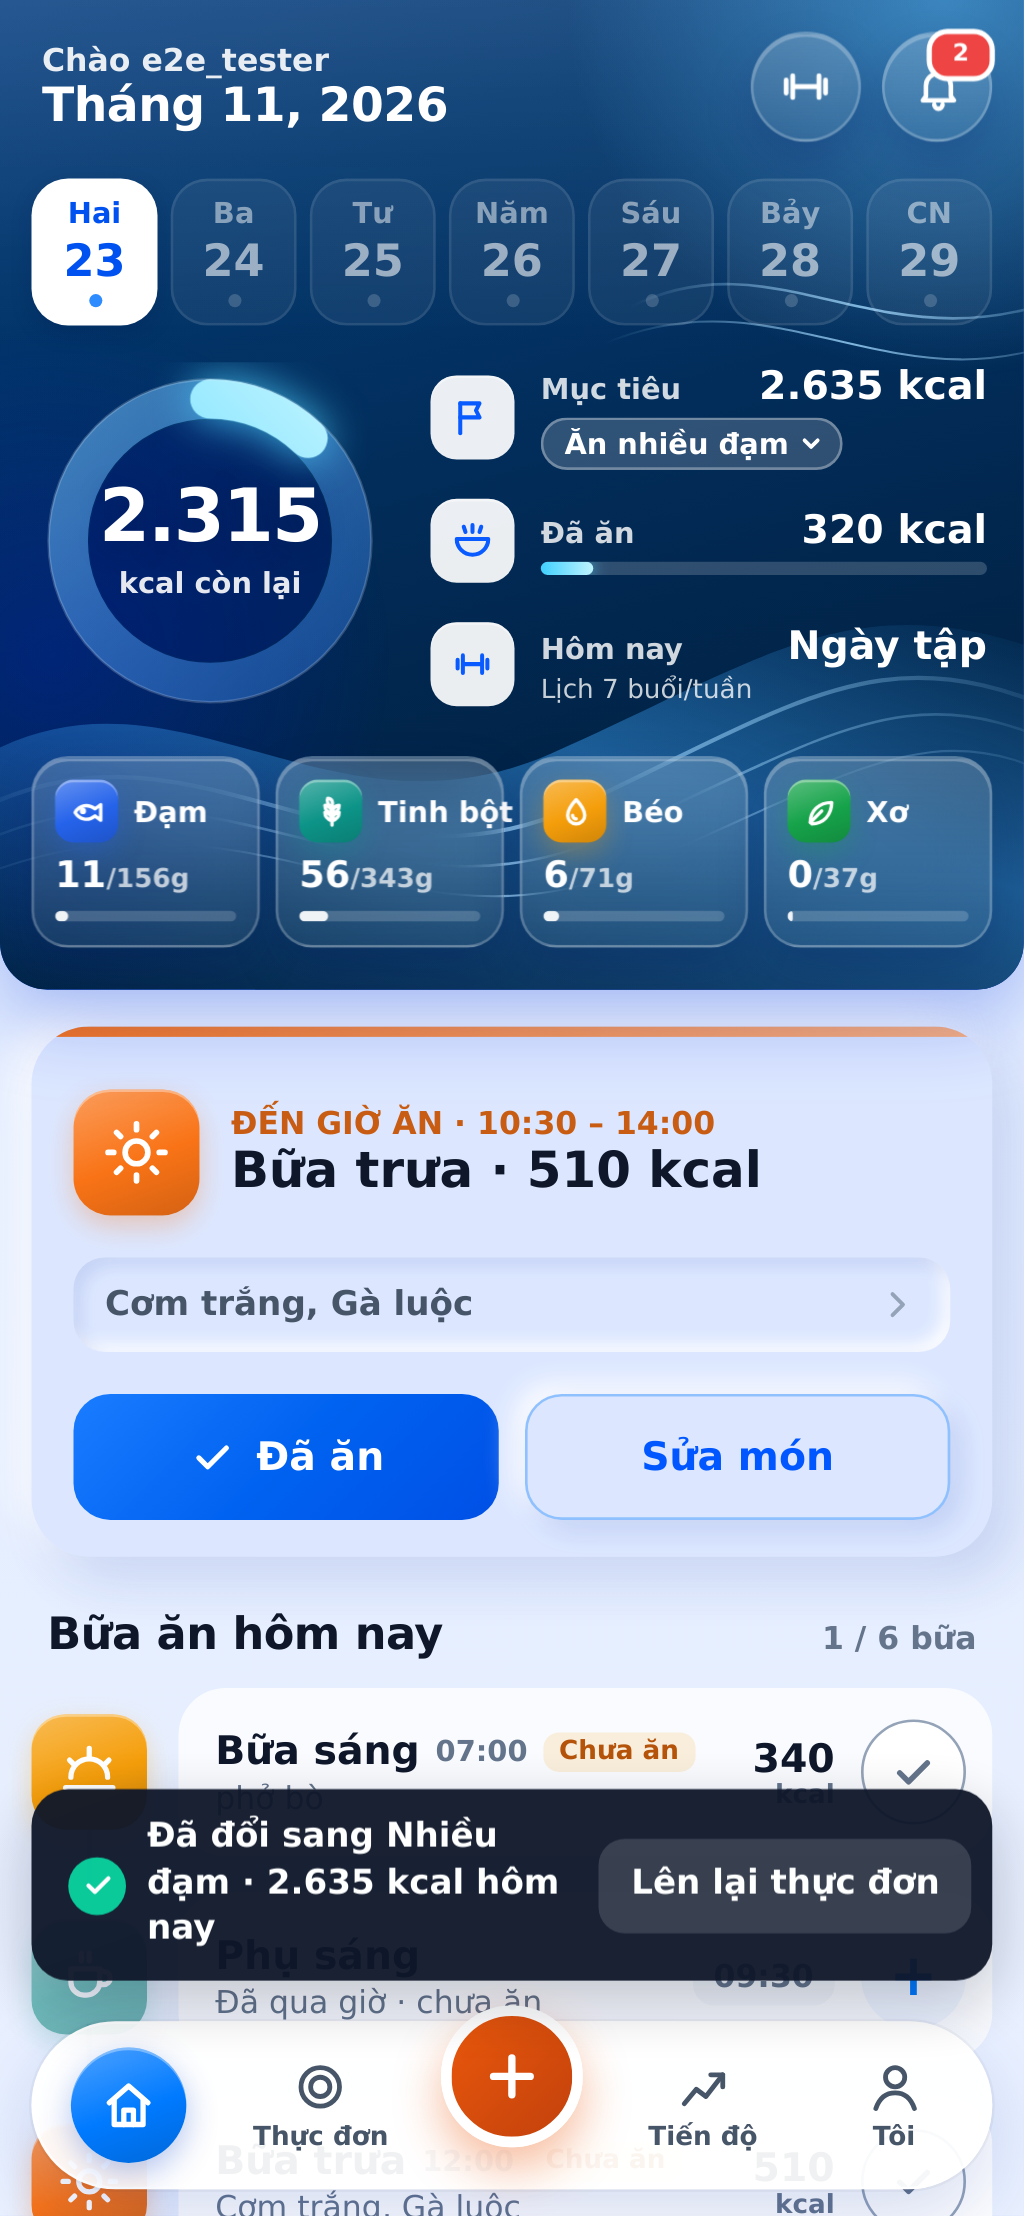 Chào e2e_tester
Tháng 11, 2026
2
Hai
23
Ba
24
Tư
25
Năm
26
Sáu
27
Bảy
28
CN
29
2.315
kcal còn lại
Mục tiêu
2.635 kcal
Ăn nhiều đạm
Đã ăn
320 kcal
Hôm nay
Ngày tập
Lịch 7 buổi/tuần
Đạm
11/156g
Tinh bột
56/343g
Béo
6/71g
Xơ
0/37g
ĐẾN GIỜ ĂN · 10:30 – 14:00
Bữa trưa · 510 kcal
Cơm trắng, Gà luộc
Đã ăn
Sửa món
Bữa ăn hôm nay
1 / 6 bữa
Bữa sáng 07:00 Chưa ăn
340
kcal
phở bò
Đã đổi sang Nhiều
đạm · 2.635 kcal hôm
nay
Lên lại thực đơn
Phụ sáng
09:30
Đã qua giờ · chưa ăn
Thực đơn
Tiến độ
Tôi
Bữa trưa 12:00 Chưa ăn
510
kcal
Cơm trắng, Gà luộc